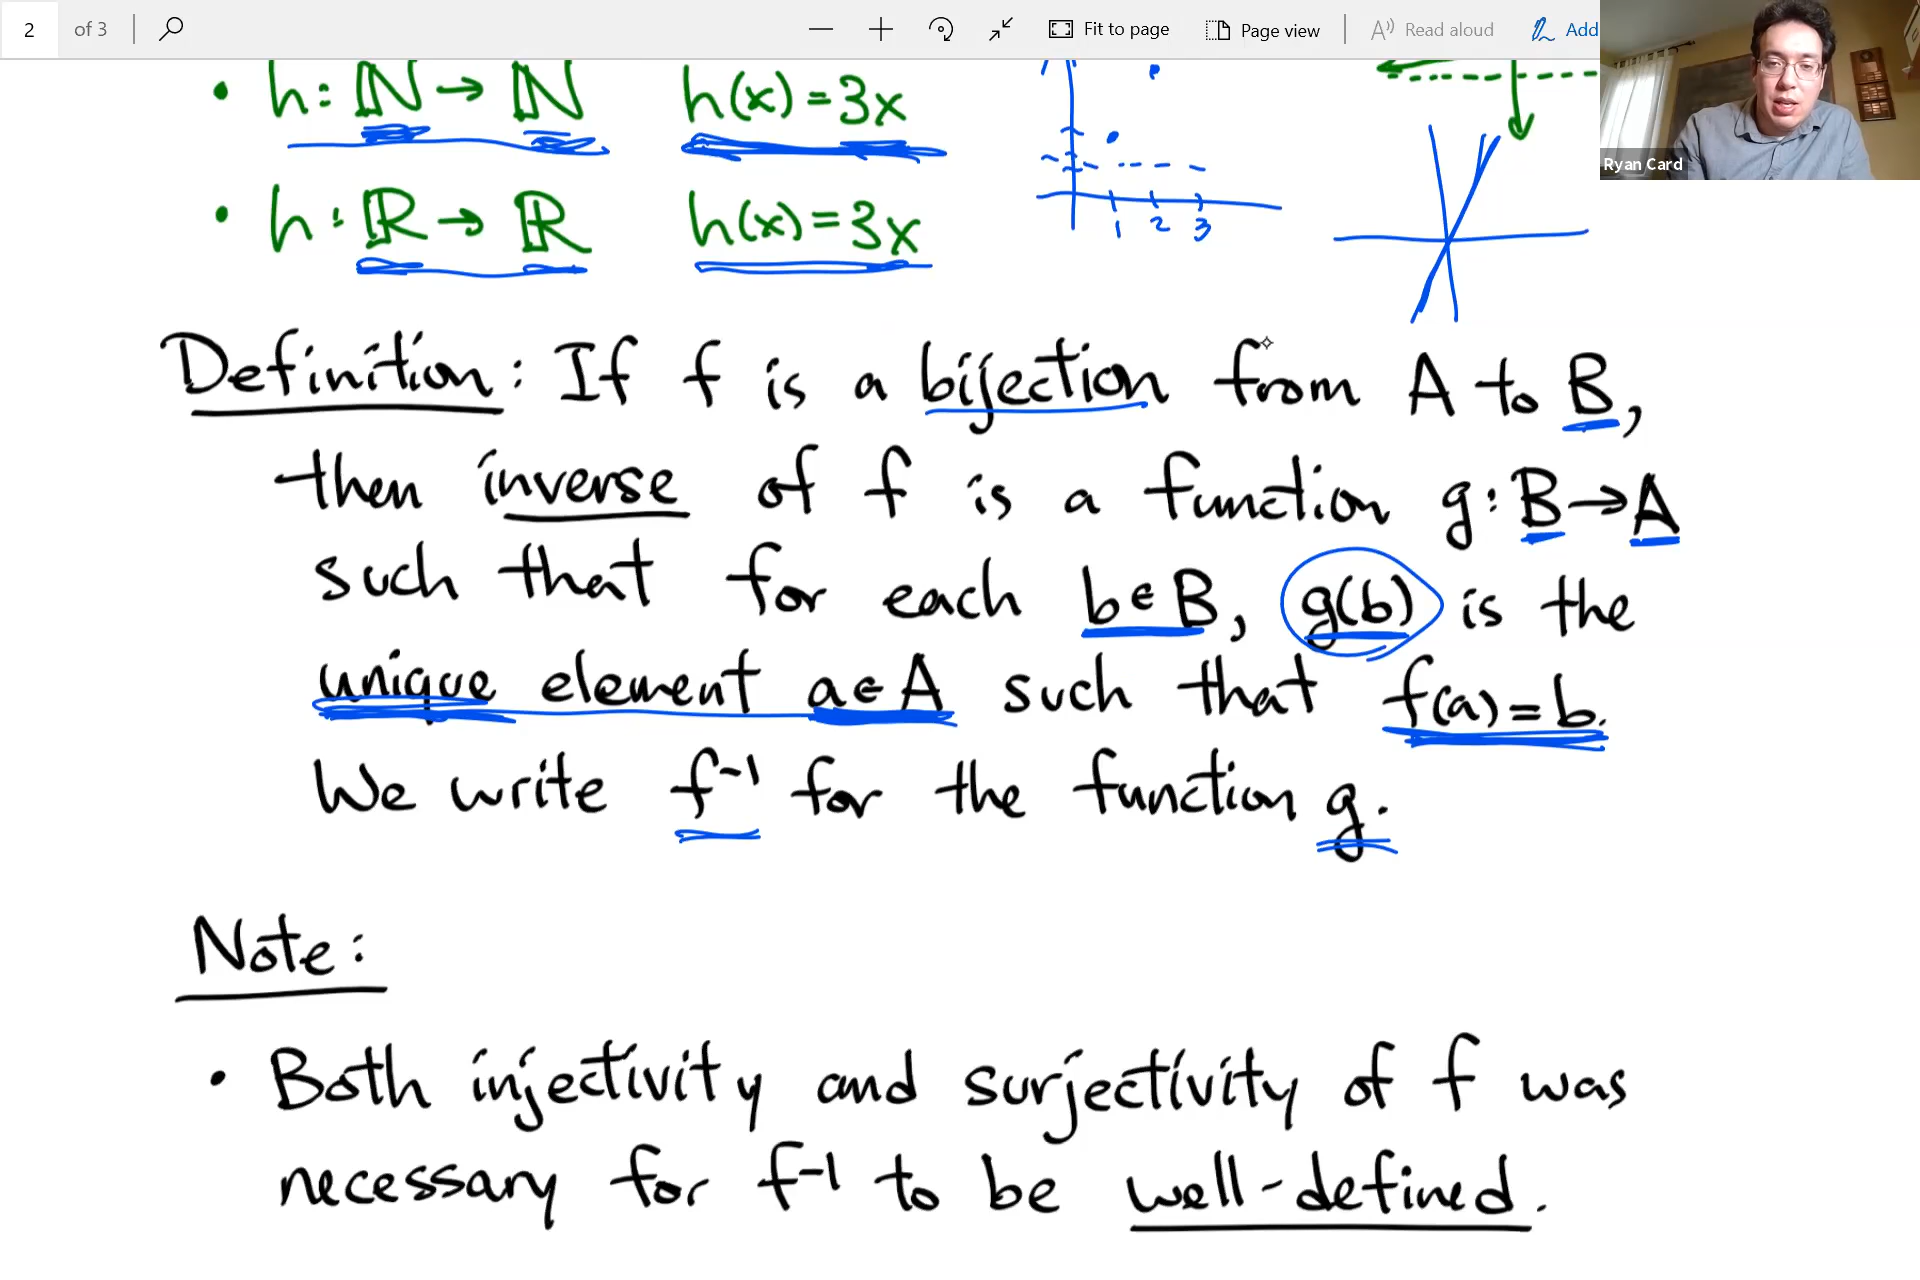 2 of 3 Fit to page Page view Read aloud Add
Ryan Card
• h: ℕ → ℕ h(x) = 3x
• h: ℝ → ℝ h(x) = 3x
1 2 3
Definition: If f is a bijection from A to B,
then inverse of f is a function g: B → A
such that for each b ∈ B, g(b) is the
unique element a ∈ A such that f(a) = b.
We write f⁻¹ for the function g.
Note:
• Both injectivity and surjectivity of f was
necessary for f⁻¹ to be well-defined.